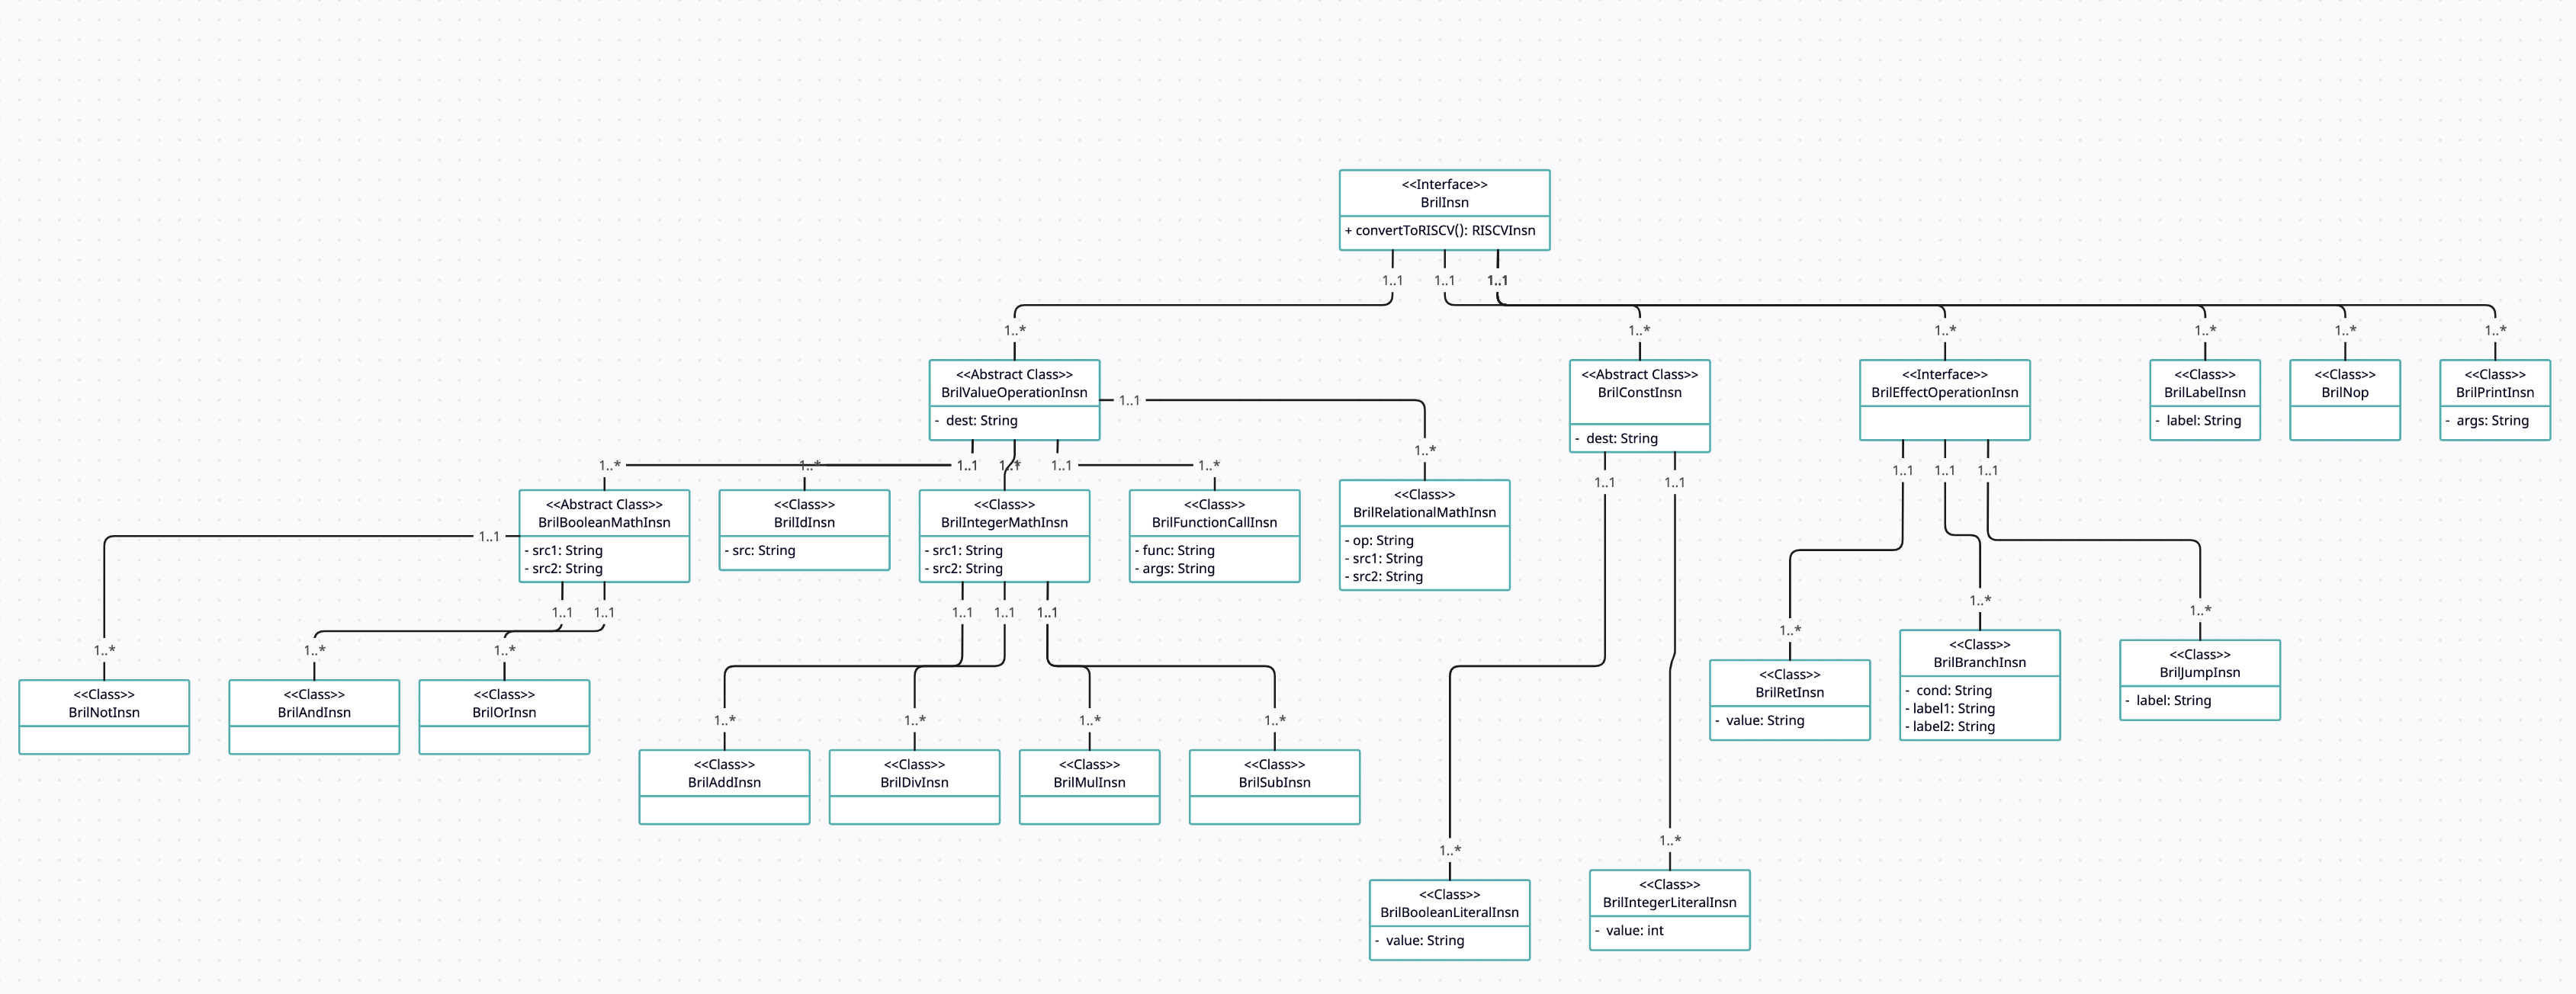 <<Interface>>
BrilInsn
+ convertToRISCV(): RISCVInsn
1..1
1..1
1..1
1..*
1..*
1..*
1..*
1..*
1..*
<<Abstract Class>>
BrilValueOperationInsn
- dest: String
<<Abstract Class>>
BrilConstInsn
- dest: String
<<Interface>>
BrilEffectOperationInsn
<<Class>>
BrilLabelInsn
- label: String
<<Class>>
BrilNop
<<Class>>
BrilPrintInsn
- args: String
1..1
1..*
1..*
1..*
1..1
1..*
1..1
1..*
1..*
1..1
1..1
1..1
1..1
1..1
<<Abstract Class>>
BrilBooleanMathInsn
- src1: String
- src2: String
<<Class>>
BrilIdInsn
- src: String
<<Class>>
BrilIntegerMathInsn
- src1: String
- src2: String
<<Class>>
BrilFunctionCallInsn
- func: String
- args: String
<<Class>>
BrilRelationalMathInsn
- op: String
- src1: String
- src2: String
1..1
1..1
1..1
1..1
1..1
1..1
1..*
1..*
1..*
1..*
1..*
1..*
<<Class>>
BrilNotInsn
<<Class>>
BrilAndInsn
<<Class>>
BrilOrInsn
<<Class>>
BrilRetInsn
- value: String
<<Class>>
BrilBranchInsn
- cond: String
- label1: String
- label2: String
<<Class>>
BrilJumpInsn
- label: String
1..*
1..*
1..*
1..*
<<Class>>
BrilAddInsn
<<Class>>
BrilDivInsn
<<Class>>
BrilMulInsn
<<Class>>
BrilSubInsn
1..*
1..*
<<Class>>
BrilBooleanLiteralInsn
- value: String
<<Class>>
BrilIntegerLiteralInsn
- value: int